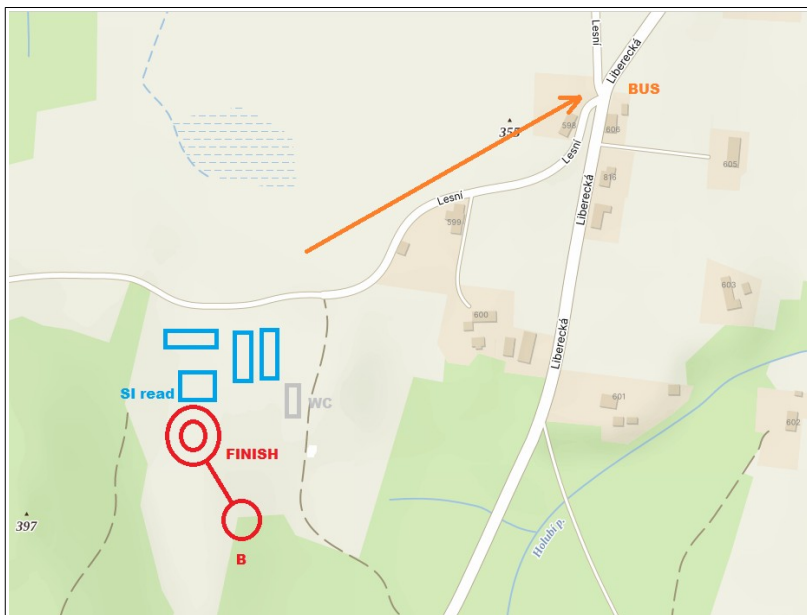 Lesní
Liberecká
BUS
355
598
606
Lesní
605
816
Lesní
Liberecká
599
603
600
Liberecká
SI read
WC
601
602
FINISH
397
Holubí p.
B